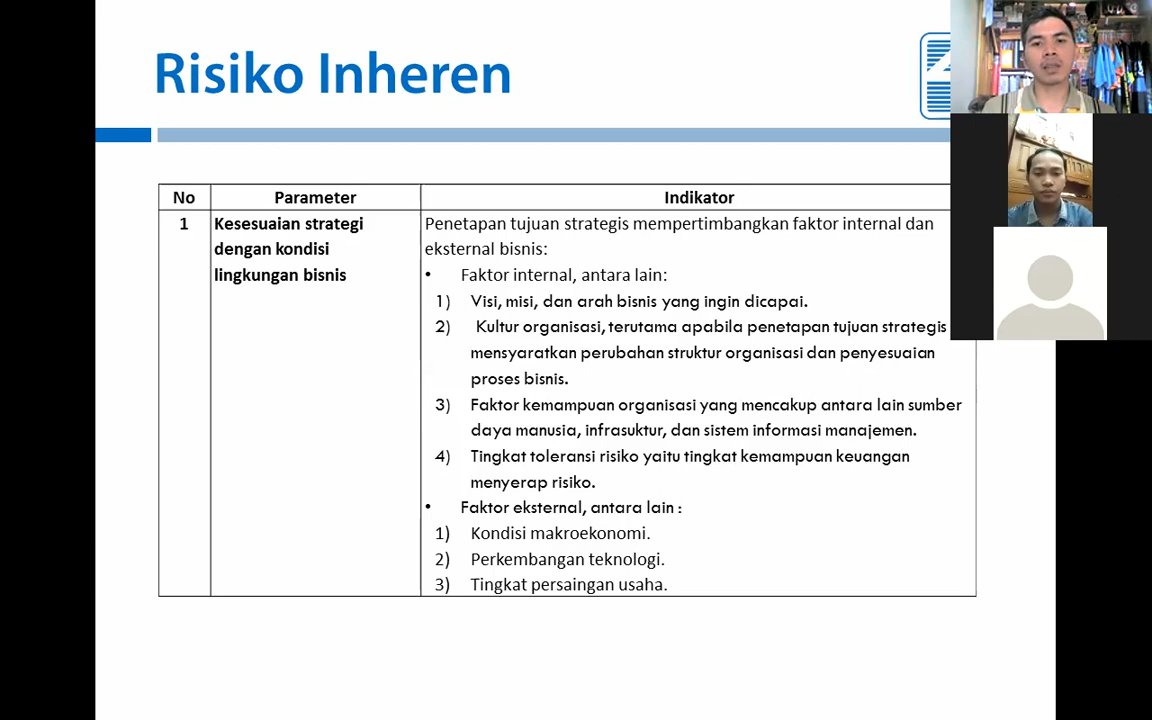 Risiko Inheren
No Parameter Indikator
1 Kesesuaian strategi dengan kondisi lingkungan bisnis
Penetapan tujuan strategis mempertimbangkan faktor internal dan
eksternal bisnis:
• Faktor internal, antara lain:
1) Visi, misi, dan arah bisnis yang ingin dicapai.
2) Kultur organisasi, terutama apabila penetapan tujuan strategis
mensyaratkan perubahan struktur organisasi dan penyesuaian
proses bisnis.
3) Faktor kemampuan organisasi yang mencakup antara lain sumber
daya manusia, infrasuktur, dan sistem informasi manajemen.
4) Tingkat toleransi risiko yaitu tingkat kemampuan keuangan
menyerap risiko.
• Faktor eksternal, antara lain :
1) Kondisi makroekonomi.
2) Perkembangan teknologi.
3) Tingkat persaingan usaha.